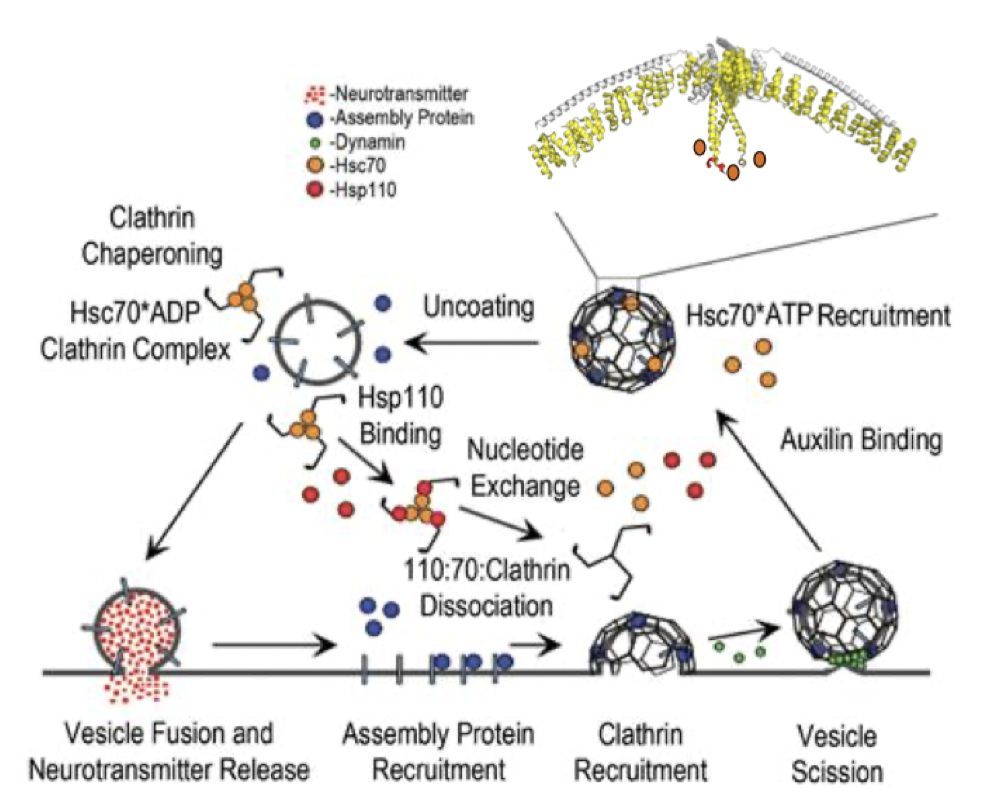 -Neurotransmitter
-Assembly Protein
-Dynamin
-Hsc70
-Hsp110
Clathrin
Chaperoning
Hsc70*ADP
Clathrin Complex
Uncoating
Hsc70*ATP Recruitment
Hsp110
Binding
Nucleotide
Exchange
Auxilin Binding
110:70:Clathrin
Dissociation
Vesicle Fusion and
Neurotransmitter Release
Assembly Protein
Recruitment
Clathrin
Recruitment
Vesicle
Scission